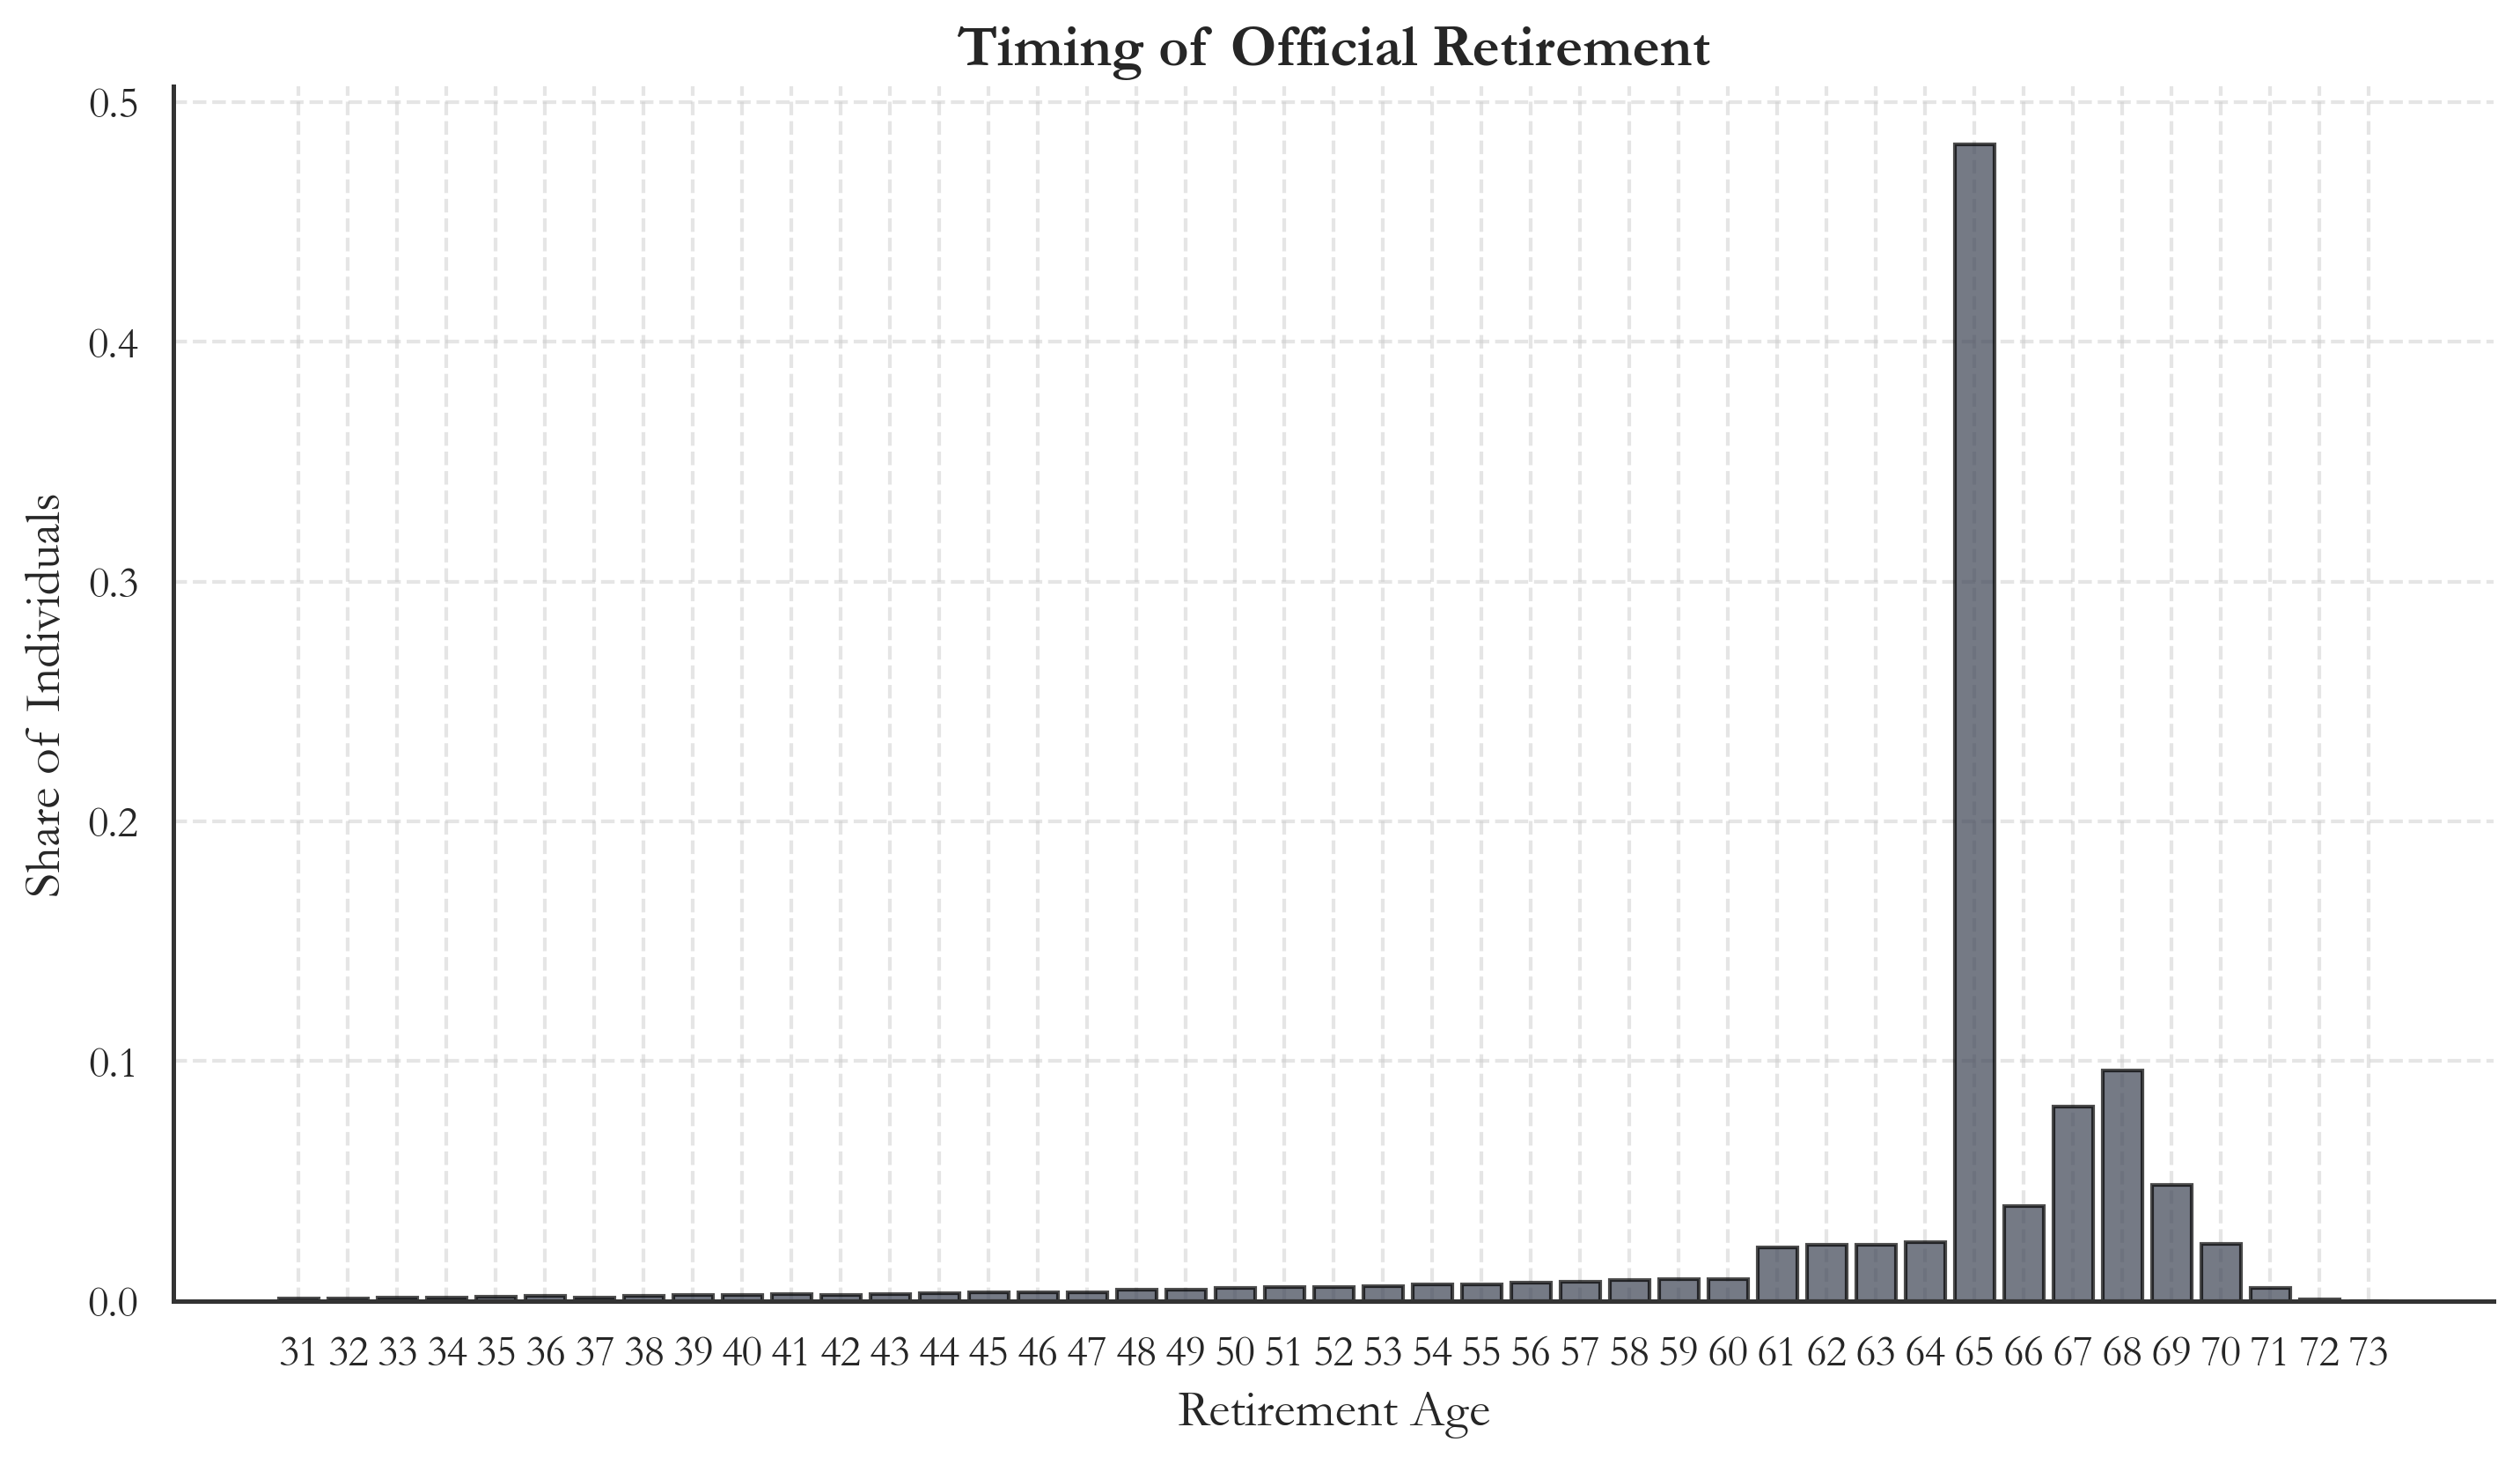 Timing of Official Retirement
Share of Individuals
0.5
0.4
0.3
0.2
0.1
0.0
31 32 33 34 35 36 37 38 39 40 41 42 43 44 45 46 47 48 49 50 51 52 53 54 55 56 57 58 59 60 61 62 63 64 65 66 67 68 69 70 71 72 73
Retirement Age